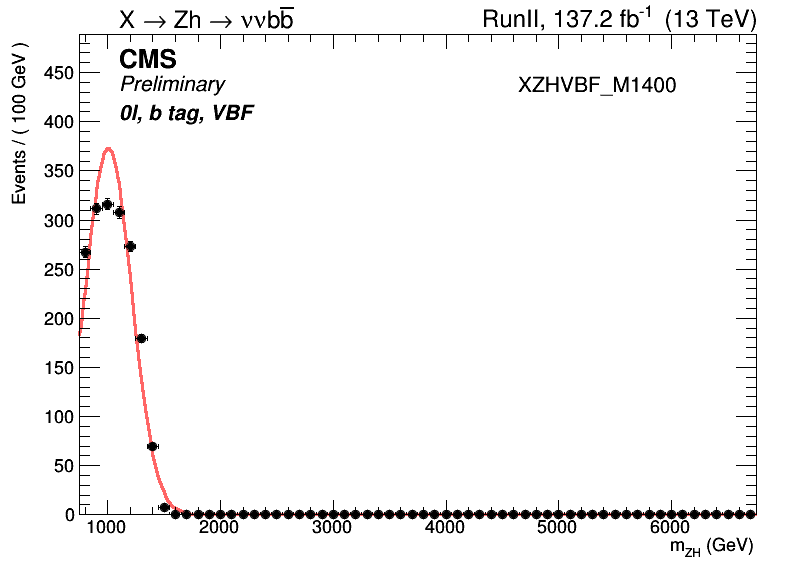 X → Zh → ννbb̅
RunII, 137.2 fb⁻¹ (13 TeV)
CMS
Preliminary
0l, b tag, VBF
XZHVBF_M1400
Events / ( 100 GeV )
450
400
350
300
250
200
150
100
50
0
1000 2000 3000 4000 5000 6000
m_ZH (GeV)